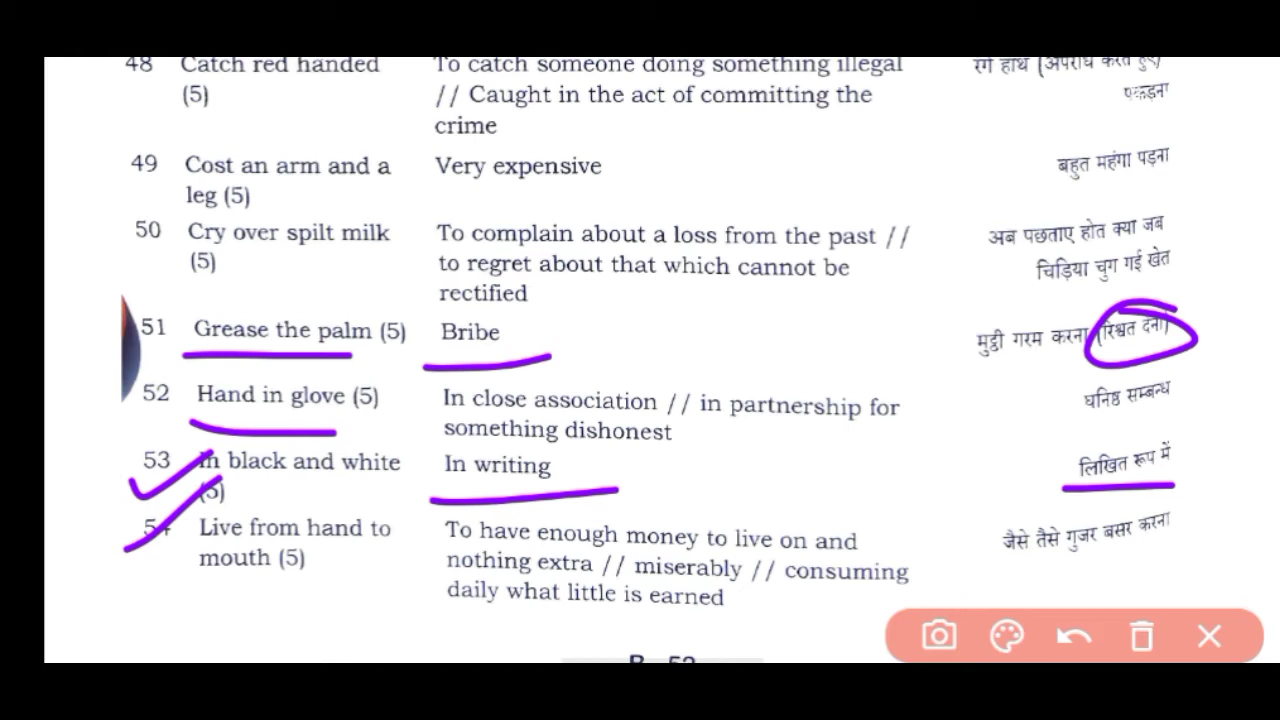 48 Catch red handed To catch someone doing something illegal रंगे हाथ (अपराध करते हुए)
(5) // Caught in the act of committing the पकड़ना
crime
49 Cost an arm and a Very expensive बहुत महंगा पड़ना
leg (5)
50 Cry over spilt milk To complain about a loss from the past // अब पछताए होत क्या जब
(5) to regret about that which cannot be चिड़िया चुग गई खेत
rectified
51 Grease the palm (5) Bribe मुट्ठी गरम करना (रिश्वत देना)
52 Hand in glove (5) In close association // in partnership for घनिष्ठ सम्बन्ध
something dishonest
53 In black and white In writing लिखित रूप में
(5)
54 Live from hand to To have enough money to live on and जैसे तैसे गुजर बसर करना
mouth (5) nothing extra // miserably // consuming
daily what little is earned